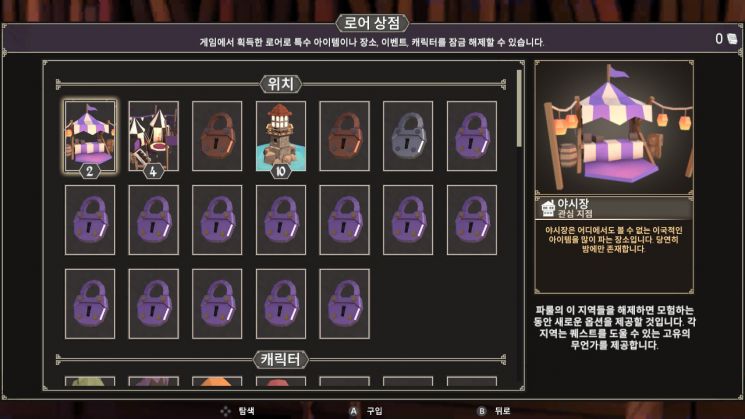 로어 상점
게임에서 획득한 로어로 특수 아이템이나 장소, 이벤트, 캐릭터를 잠금 해제할 수 있습니다.
0
위치
2
4
10
야시장
관심 지점
야시장은 어디에서도 볼 수 없는 이국적인
아이템을 많이 파는 장소입니다. 당연히
밤에만 존재합니다.
파룰의 이 지역들을 해제하면 모험하는
동안 새로운 옵션을 제공할 것입니다. 각
지역는 퀘스트를 도울 수 있는 고유의
무언가를 제공합니다.
캐릭터
탐색
A 구입
B 뒤로